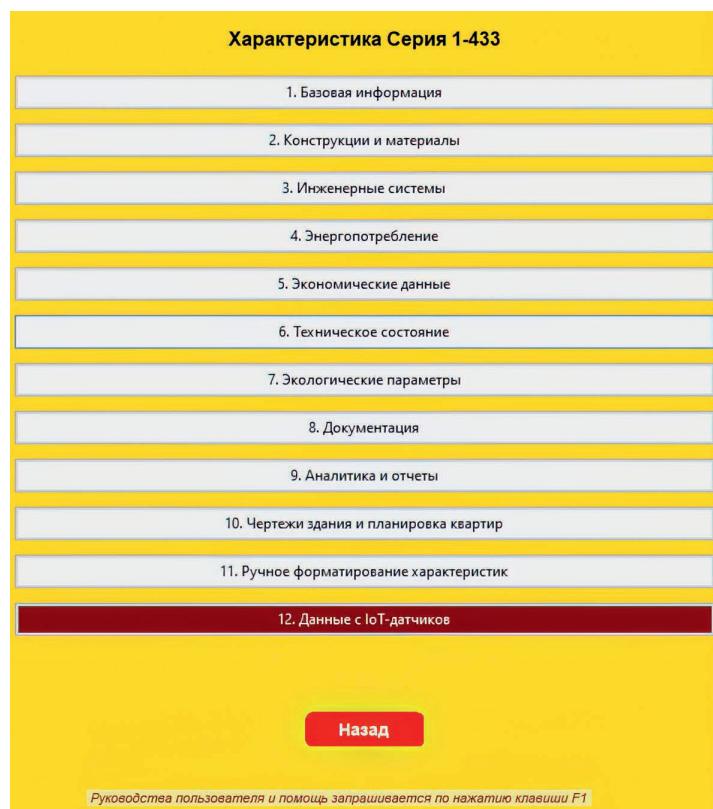 Характеристика Серия 1-433
1. Базовая информация
2. Конструкции и материалы
3. Инженерные системы
4. Энергопотребление
5. Экономические данные
6. Техническое состояние
7. Экологические параметры
8. Документация
9. Аналитика и отчеты
10. Чертежи здания и планировка квартир
11. Ручное форматирование характеристик
12. Данные с IoT-датчиков
Назад
Руководства пользователя и помощь запрашивается по нажатию клавиши F1